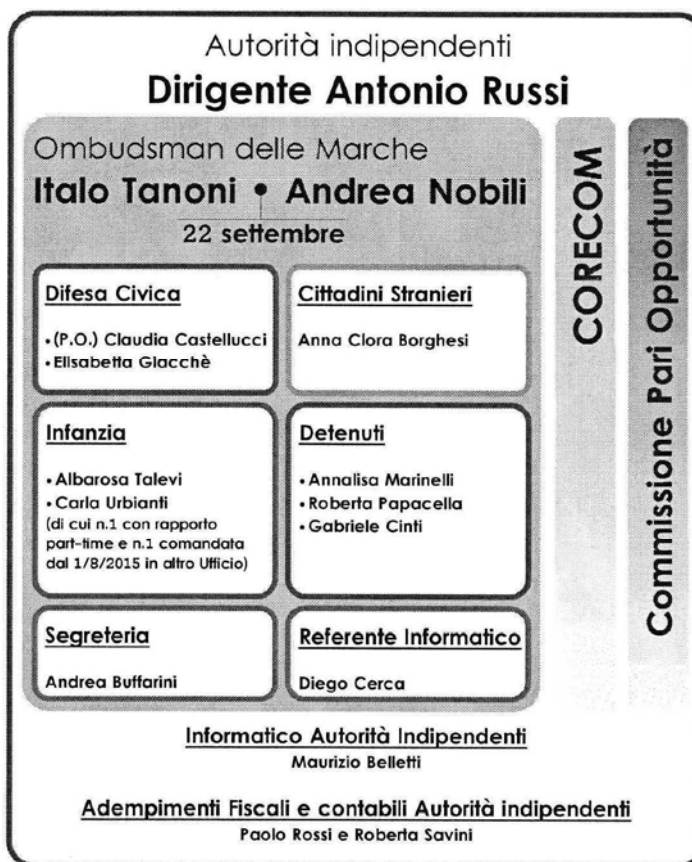 Autorità indipendenti
Dirigente Antonio Russi
Ombudsman delle Marche
Italo Tanoni • Andrea Nobili
22 settembre
Difesa Civica
• (P.O.) Claudia Castellucci
• Elisabetta Giacchè
Cittadini Stranieri
Anna Clora Borghesi
Infanzia
• Albarosa Talevi
• Carla Urbianti
(di cui n.1 con rapporto
part-time e n.1 comandata
dal 1/8/2015 in altro Ufficio)
Detenuti
• Annalisa Marinelli
• Roberta Papacella
• Gabriele Cinti
Segreteria
Andrea Buffarini
Referente Informatico
Diego Cerca
CORECOM
Commissione Pari Opportunità
Informatico Autorità Indipendenti
Maurizio Belletti
Adempimenti Fiscali e contabili Autorità indipendenti
Paolo Rossi e Roberta Savini